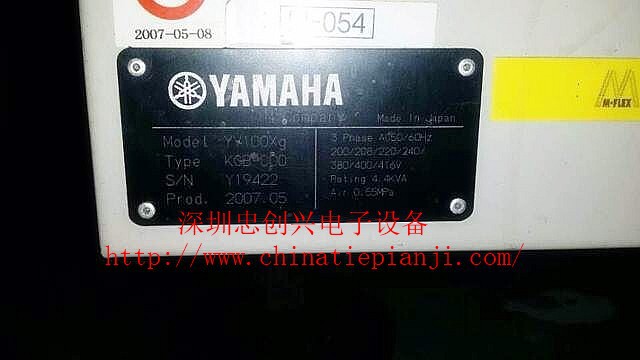 2007-05-08
054
M-FLEX
YAMAHA
Company
Made In Japan
Model YV100Xg
Type
S/N Y19422
Prod. 2007.05
3 Phase AC50/60Hz
200/208/220/240/
380/400/416V
Rating 4.4KVA
Air 0.55MPa
深圳忠创兴电子设备
http://www.chinatiepianji.com/